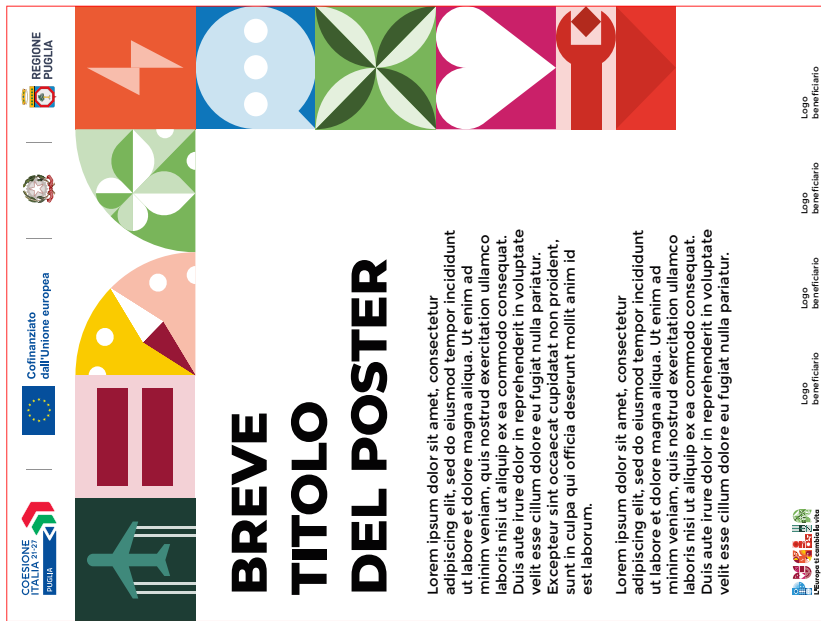 COESIONE
ITALIA 21-27
PUGLIA
Cofinanziato
dall'Unione europea
REGIONE
PUGLIA
BREVE
TITOLO
DEL POSTER
Lorem ipsum dolor sit amet, consectetur
adipiscing elit, sed do eiusmod tempor incididunt
ut labore et dolore magna aliqua. Ut enim ad
minim veniam, quis nostrud exercitation ullamco
laboris nisi ut aliquip ex ea commodo consequat.
Duis aute irure dolor in reprehenderit in voluptate
velit esse cillum dolore eu fugiat nulla pariatur.
Excepteur sint occaecat cupidatat non proident,
sunt in culpa qui officia deserunt mollit anim id
est laborum.
Lorem ipsum dolor sit amet, consectetur
adipiscing elit, sed do eiusmod tempor incididunt
ut labore et dolore magna aliqua. Ut enim ad
minim veniam, quis nostrud exercitation ullamco
laboris nisi ut aliquip ex ea commodo consequat.
Duis aute irure dolor in reprehenderit in voluptate
velit esse cillum dolore eu fugiat nulla pariatur.
L'Europa ti cambia la vita
Logo
beneficiario
Logo
beneficiario
Logo
beneficiario
Logo
beneficiario